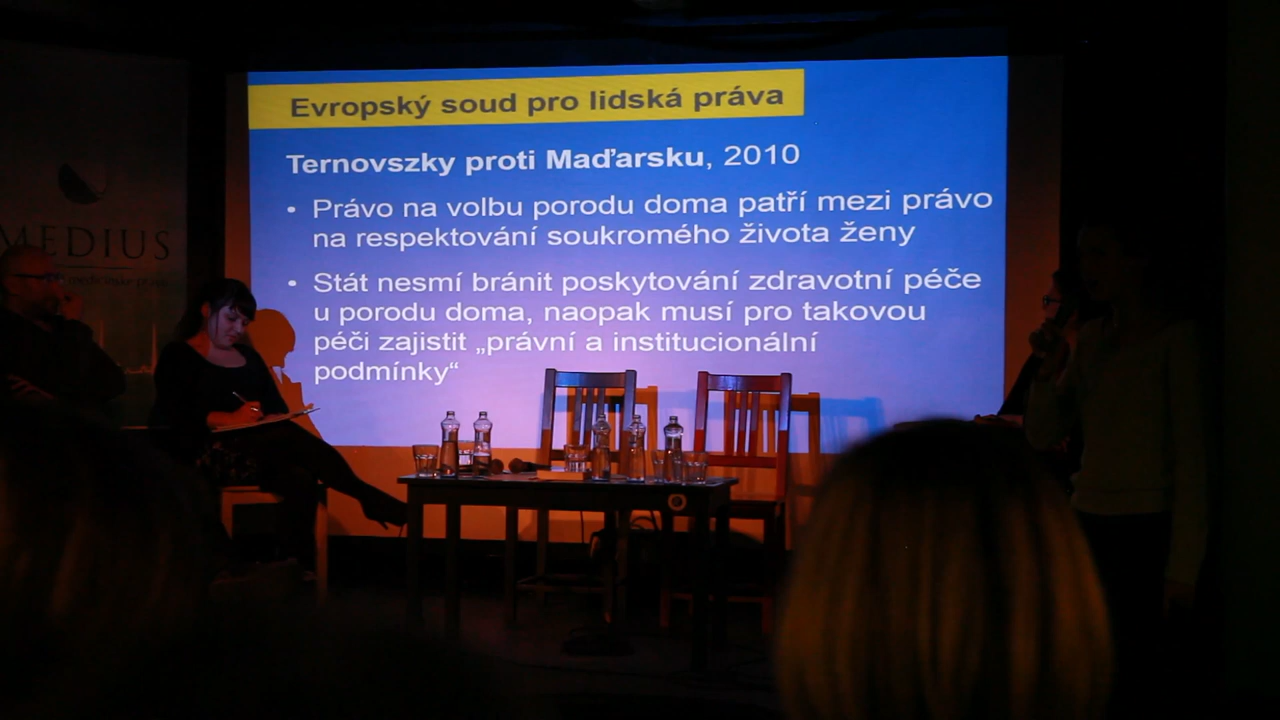 Evropský soud pro lidská práva
Ternovszky proti Maďarsku, 2010
• Právo na volbu porodu doma patří mezi právo
na respektování soukromého života ženy
• Stát nesmí bránit poskytování zdravotní péče
u porodu doma, naopak musí pro takovou
péči zajistit „právní a institucionální
podmínky“
MEDIUS